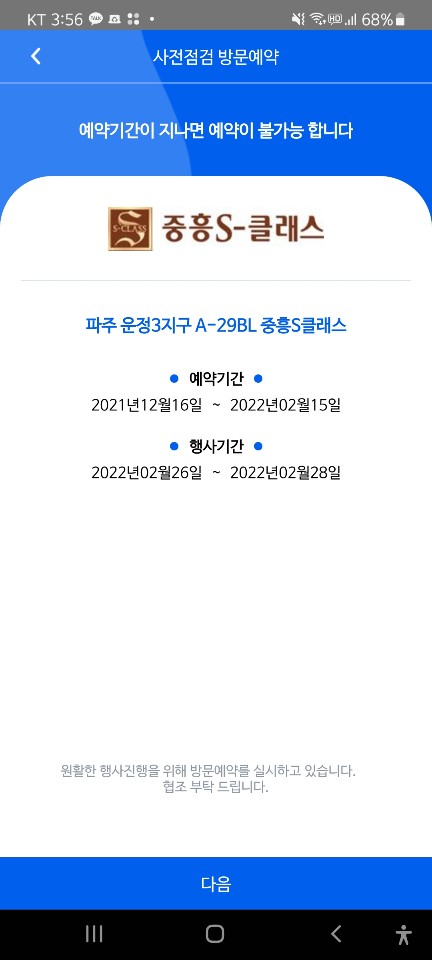 KT 3:56 68%
사전점검 방문예약
예약기간이 지나면 예약이 불가능 합니다
S-CLASS 중흥S-클래스
파주 운정3지구 A-29BL 중흥S클래스
예약기간
2021년12월16일 ~ 2022년02월15일
행사기간
2022년02월26일 ~ 2022년02월28일
원활한 행사진행을 위해 방문예약를 실시하고 있습니다.
협조 부탁 드립니다.
다음